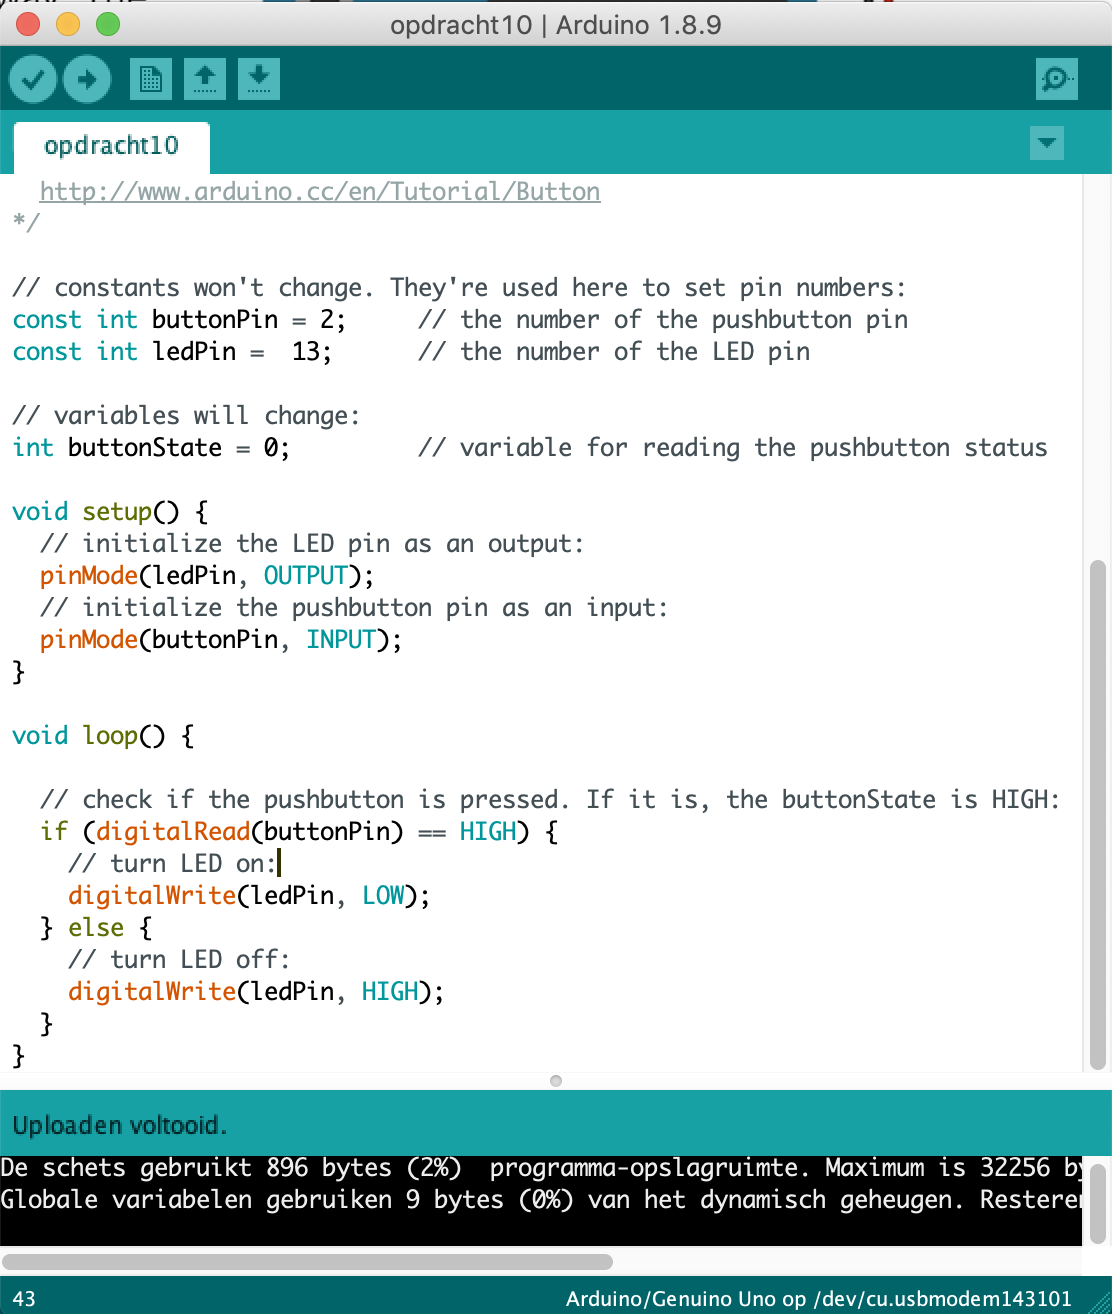 opdracht10 | Arduino 1.8.9
opdracht10
http://www.arduino.cc/en/Tutorial/Button
*/
// constants won't change. They're used here to set pin numbers:
const int buttonPin = 2;     // the number of the pushbutton pin
const int ledPin =  13;      // the number of the LED pin
// variables will change:
int buttonState = 0;         // variable for reading the pushbutton status
void setup() {
  // initialize the LED pin as an output:
  pinMode(ledPin, OUTPUT);
  // initialize the pushbutton pin as an input:
  pinMode(buttonPin, INPUT);
}
void loop() {
  // check if the pushbutton is pressed. If it is, the buttonState is HIGH:
  if (digitalRead(buttonPin) == HIGH) {
    // turn LED on:
    digitalWrite(ledPin, LOW);
  } else {
    // turn LED off:
    digitalWrite(ledPin, HIGH);
  }
}
Uploaden voltooid.
De schets gebruikt 896 bytes (2%)  programma-opslagruimte. Maximum is 32256
Globale variabelen gebruiken 9 bytes (0%) van het dynamisch geheugen.
43
Arduino/Genuino Uno op /dev/cu.usbmodem143101